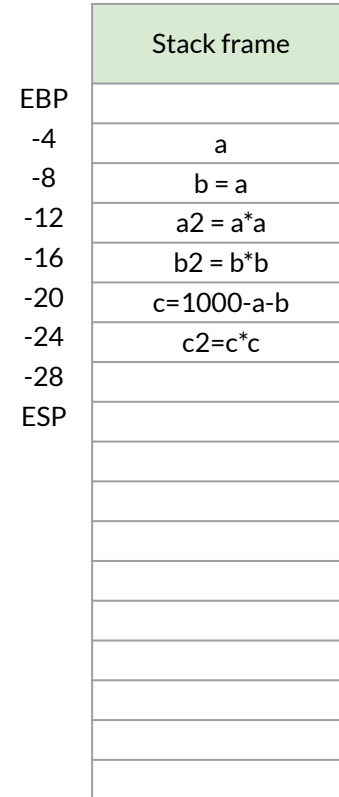 Stack frame
EBP
-4 a
-8 b = a
-12 a2 = a*a
-16 b2 = b*b
-20 c=1000-a-b
-24 c2=c*c
-28
ESP